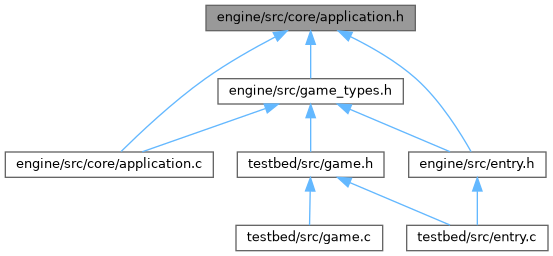 engine/src/core/application.h
engine/src/game_types.h
engine/src/core/application.c
testbed/src/game.h
engine/src/entry.h
testbed/src/game.c
testbed/src/entry.c